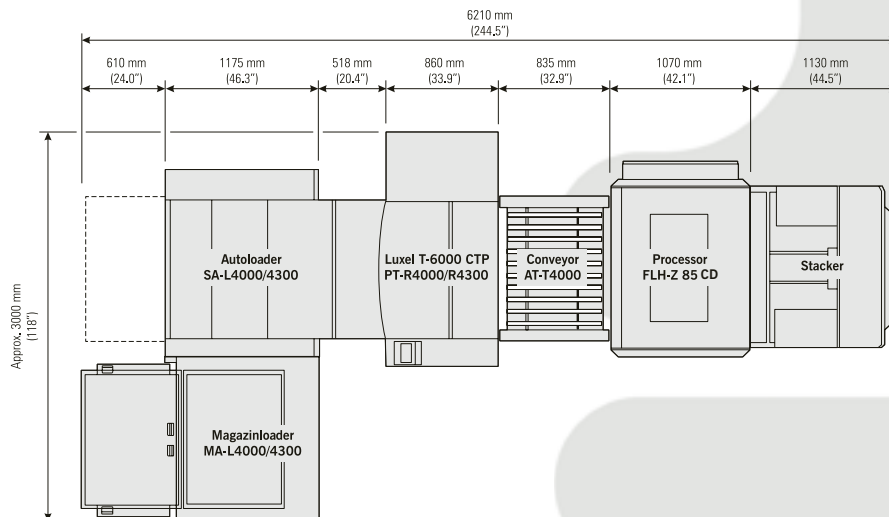 6210 mm
(244.5")
610 mm
(24.0")
1175 mm
(46.3")
518 mm
(20.4")
860 mm
(33.9")
835 mm
(32.9")
1070 mm
(42.1")
1130 mm
(44.5")
Approx. 3000 mm
(118")
Autoloader
SA-L4000/4300
Luxel T-6000 CTP
PT-R4000/R4300
Conveyor
AT-T4000
Processor
FLH-Z 85 CD
Stacker
Magazinloader
MA-L4000/4300